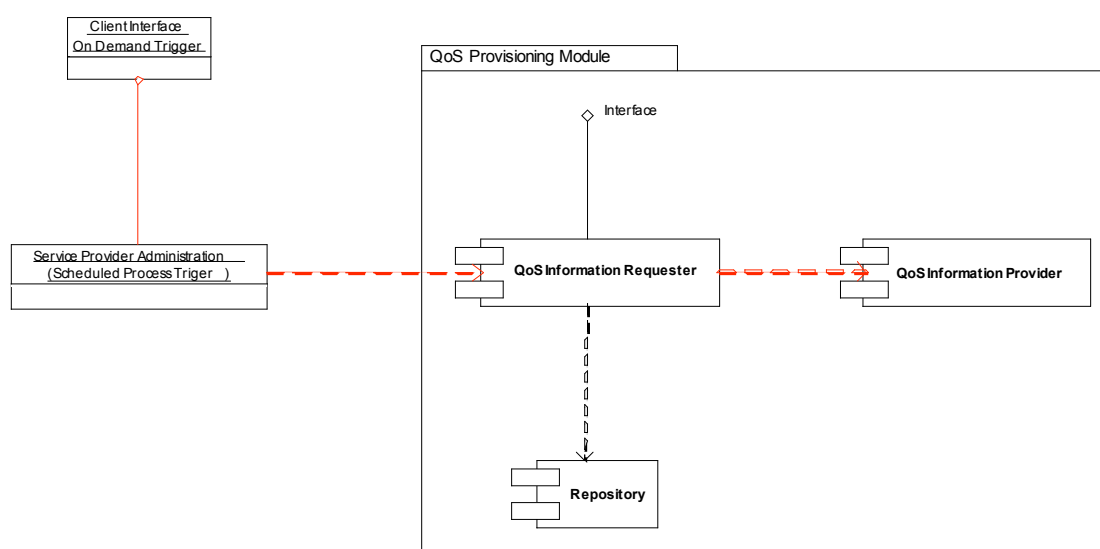 Client Interface
On Demand Trigger
QoS Provisioning Module
Interface
Service Provider Administration
(Scheduled Process Triger )
QoS Information Requester
QoS Information Provider
Repository